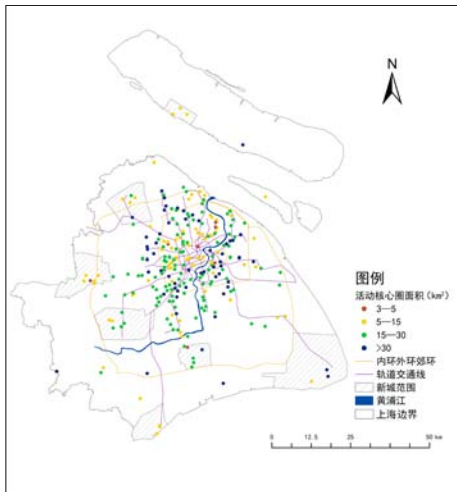 N
图例
活动核心圈面积（km²）
3—5
5—15
15—30
>30
内环外环郊环
轨道交通线
新城范围
黄浦江
上海边界
0 12.5 25 50 km